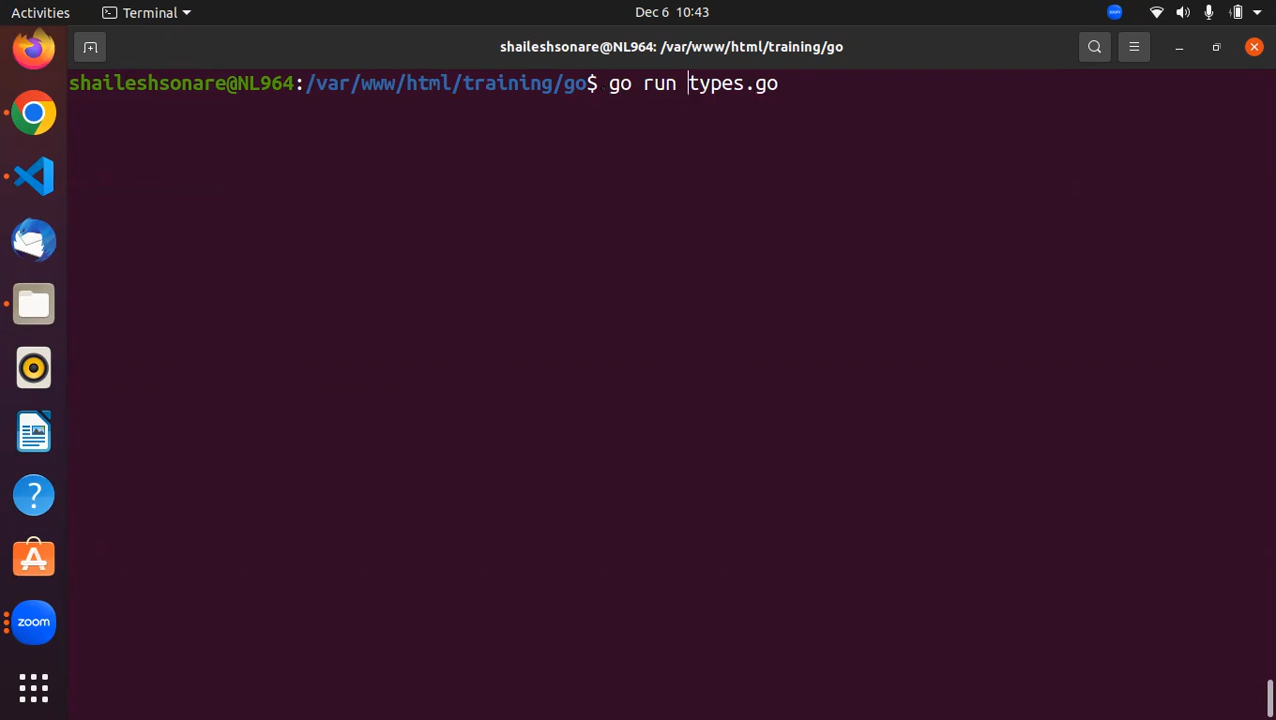 Activities Terminal Dec 6 10:43
shaileshsonare@NL964: /var/www/html/training/go
shaileshsonare@NL964:/var/www/html/training/go$ go run types.go
zoom
zoom